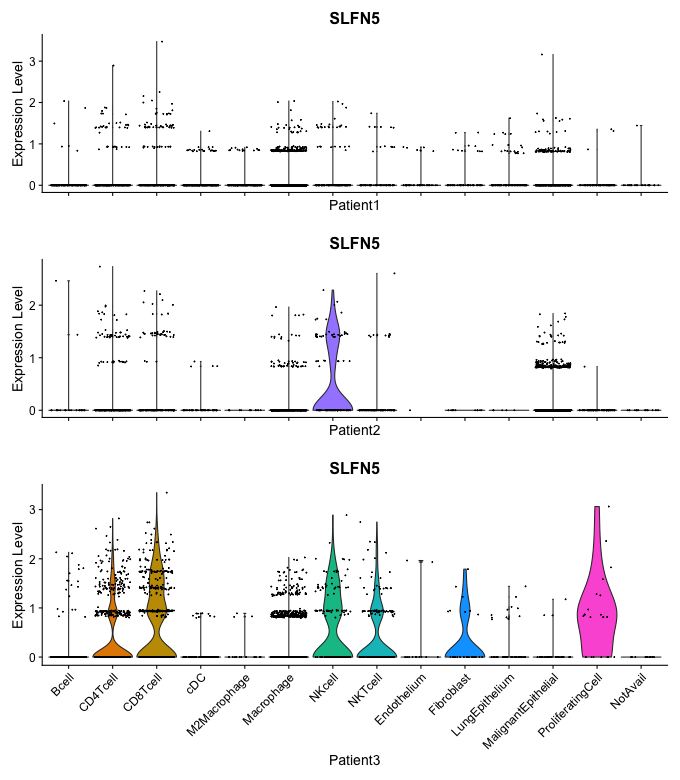 SLFN5
Expression Level
3
2
1
0
Patient1
SLFN5
Expression Level
2
1
0
Patient2
SLFN5
Expression Level
3
2
1
0
Bcell
CD4Tcell
CD8Tcell
cDC
M2Macrophage
Macrophage
NKcell
NKTcell
Endothelium
Fibroblast
LungEpithelium
MalignantEpithelial
ProliferatingCell
NotAvail
Patient3